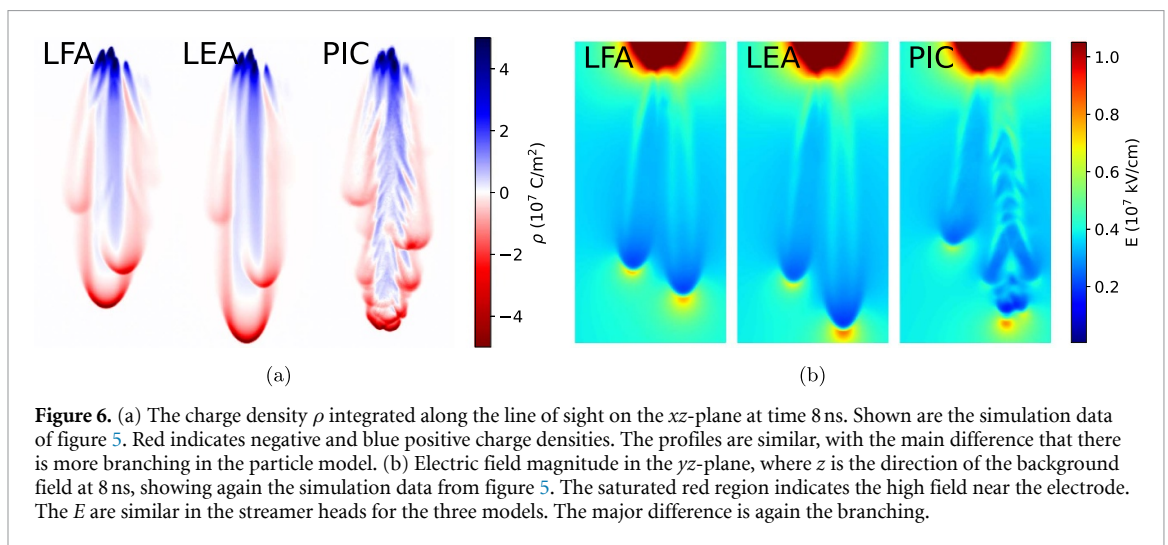 LFA LEA PIC
4
2
0
−2
−4
ρ (10⁷ C/m²)
(a)
LFA LEA PIC
1.0
0.8
0.6
0.4
0.2
E (10⁷ kV/cm)
(b)
Figure 6. (a) The charge density ρ integrated along the line of sight on the xz-plane at time 8 ns. Shown are the simulation data
of figure 5. Red indicates negative and blue positive charge densities. The profiles are similar, with the main difference that there
is more branching in the particle model. (b) Electric field magnitude in the yz-plane, where z is the direction of the background
field at 8 ns, showing again the simulation data from figure 5. The saturated red region indicates the high field near the electrode.
The E are similar in the streamer heads for the three models. The major difference is again the branching.